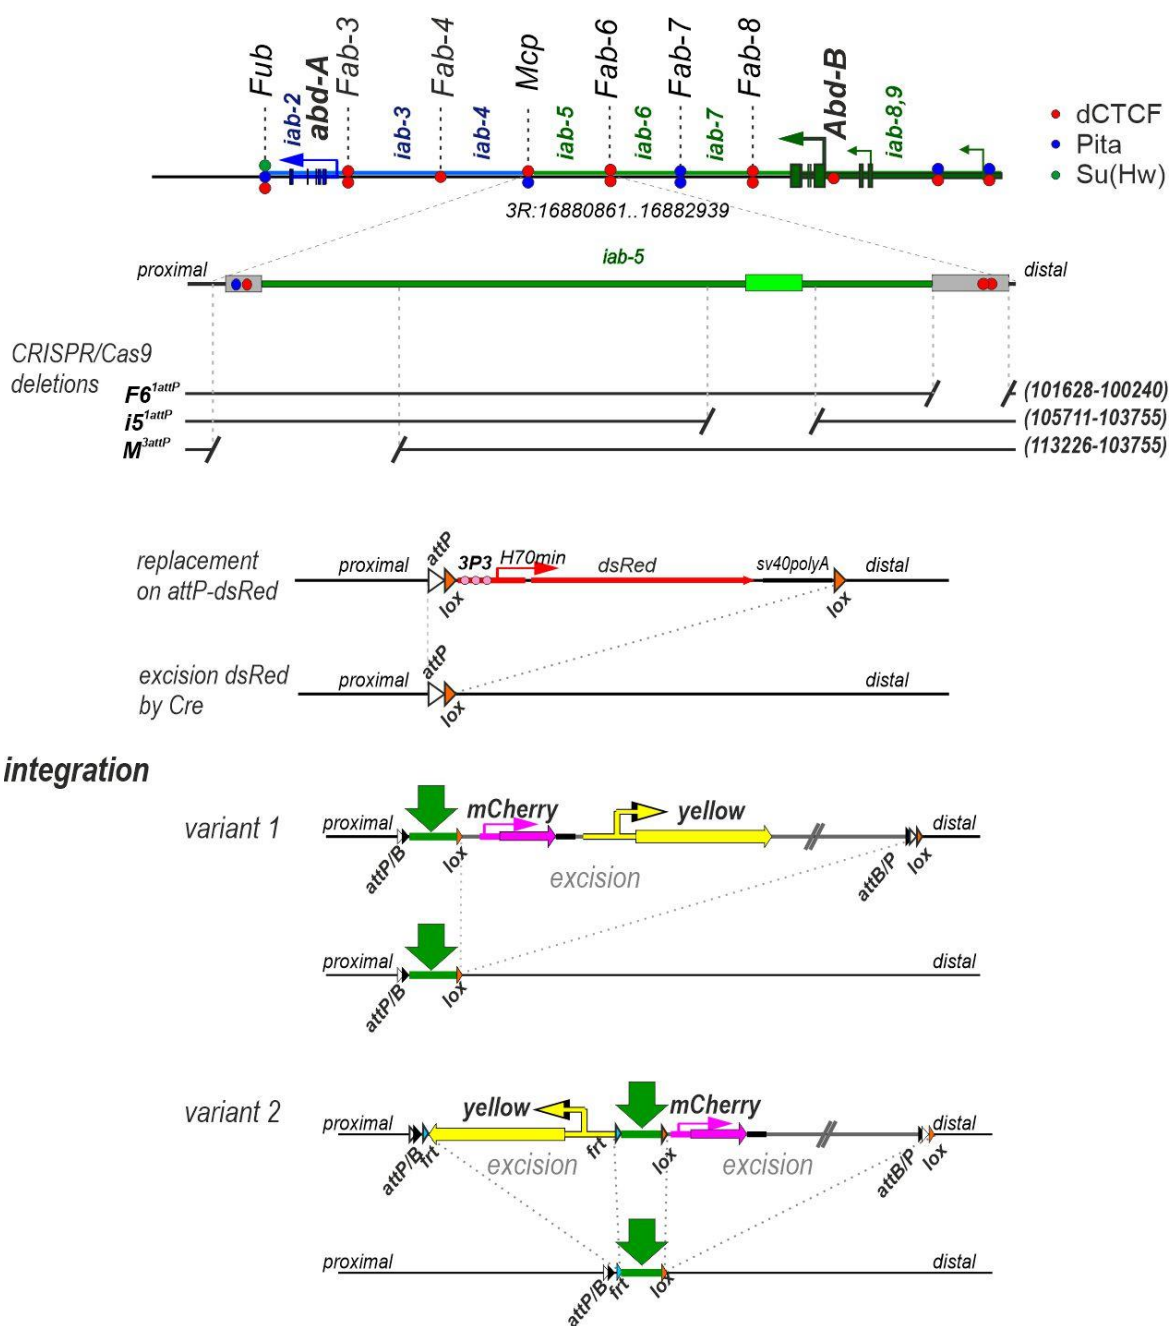 Fub
iab-2
abd-A
Fab-3
iab-3
Fab-4
iab-4
Mcp
iab-5
Fab-6
iab-6
Fab-7
iab-7
Fab-8
Abd-B
iab-8,9
dCTCF
Pita
Su(Hw)
3R:16880861..16882939
proximal
iab-5
distal
CRISPR/Cas9
deletions
F6¹ᵃᵗᵗᴾ
(101628-100240)
i5¹ᵃᵗᵗᴾ
(105711-103755)
M³ᵃᵗᵗᴾ
(113226-103755)
replacement
on attP-dsRed
proximal
attP
lox
3P3
H70min
dsRed
sv40polyA
lox
distal
excision dsRed
by Cre
proximal
attP
lox
distal
integration
variant 1
proximal
attP/B
lox
mCherry
yellow
excision
attB/P
lox
distal
proximal
attP/B
lox
distal
variant 2
proximal
attP/B
frt
yellow
excision
frt
lox
mCherry
excision
attB/P
lox
distal
proximal
attP/B
frt
lox
distal